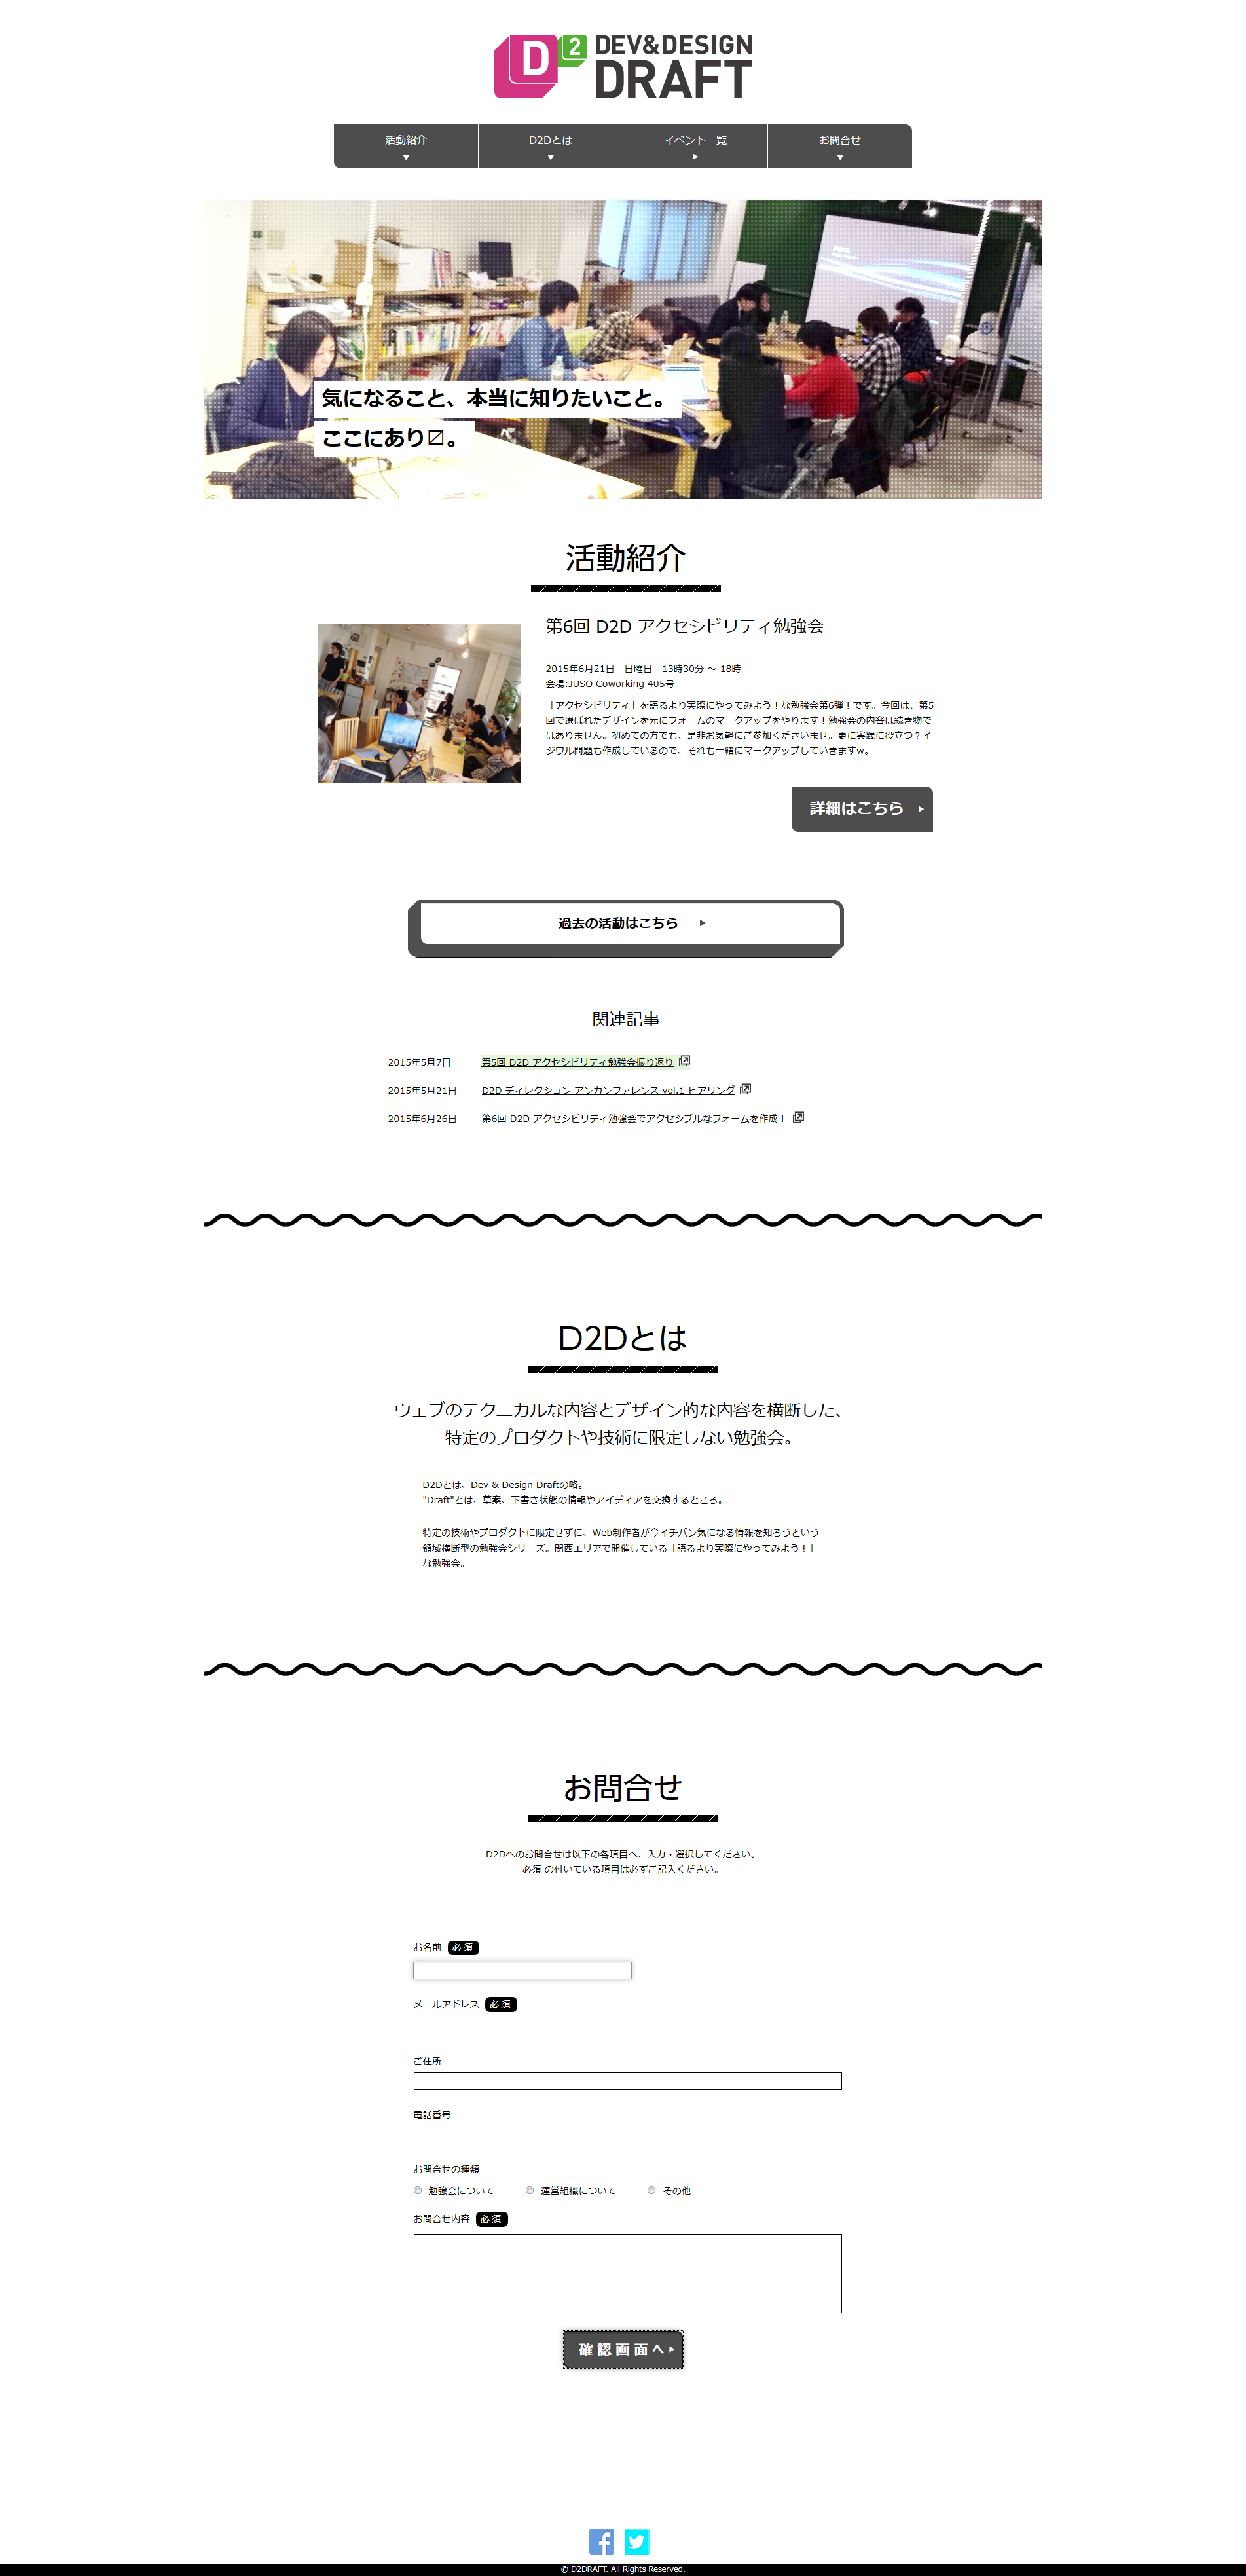 D2 DEV&DESIGN
DRAFT
活動紹介
D2Dとは
イベント一覧
お問合せ
気になること、本当に知りたいこと。
ここにあり〼。
活動紹介
第6回 D2D アクセシビリティ勉強会
2015年6月21日　日曜日　13時30分 ～ 18時
会場:JUSO Coworking 405号
「アクセシビリティ」を語るより実際にやってみよう！な勉強会第6弾！です。今回は、第5
回で選ばれたデザインを元にフォームのマークアップをやります！勉強会の内容は続き物で
はありません。初めての方でも、是非お気軽にご参加くださいませ。更に実践に役立つ？イ
ジワル問題も作成しているので、それも一緒にマークアップしていきますw。
詳細はこちら
過去の活動はこちら
関連記事
2015年5月7日 第5回 D2D アクセシビリティ勉強会振り返り
2015年5月21日 D2D ディレクション アンカンファレンス vol.1 ヒアリング
2015年6月26日 第6回 D2D アクセシビリティ勉強会でアクセシブルなフォームを作成！
D2Dとは
ウェブのテクニカルな内容とデザイン的な内容を横断した、
特定のプロダクトや技術に限定しない勉強会。
D2Dとは、Dev & Design Draftの略。
"Draft"とは、草案、下書き状態の情報やアイディアを交換するところ。
特定の技術やプロダクトに限定せずに、Web制作者が今イチバン気になる情報を知ろうという
領域横断型の勉強会シリーズ。関西エリアで開催している「語るより実際にやってみよう！」
な勉強会。
お問合せ
D2Dへのお問合せは以下の各項目へ、入力・選択してください。
必須 の付いている項目は必ずご記入ください。
お名前 必須
メールアドレス 必須
ご住所
電話番号
お問合せの種類
勉強会について 運営組織について その他
お問合せ内容 必須
確認画面へ
© D2DRAFT. All Rights Reserved.